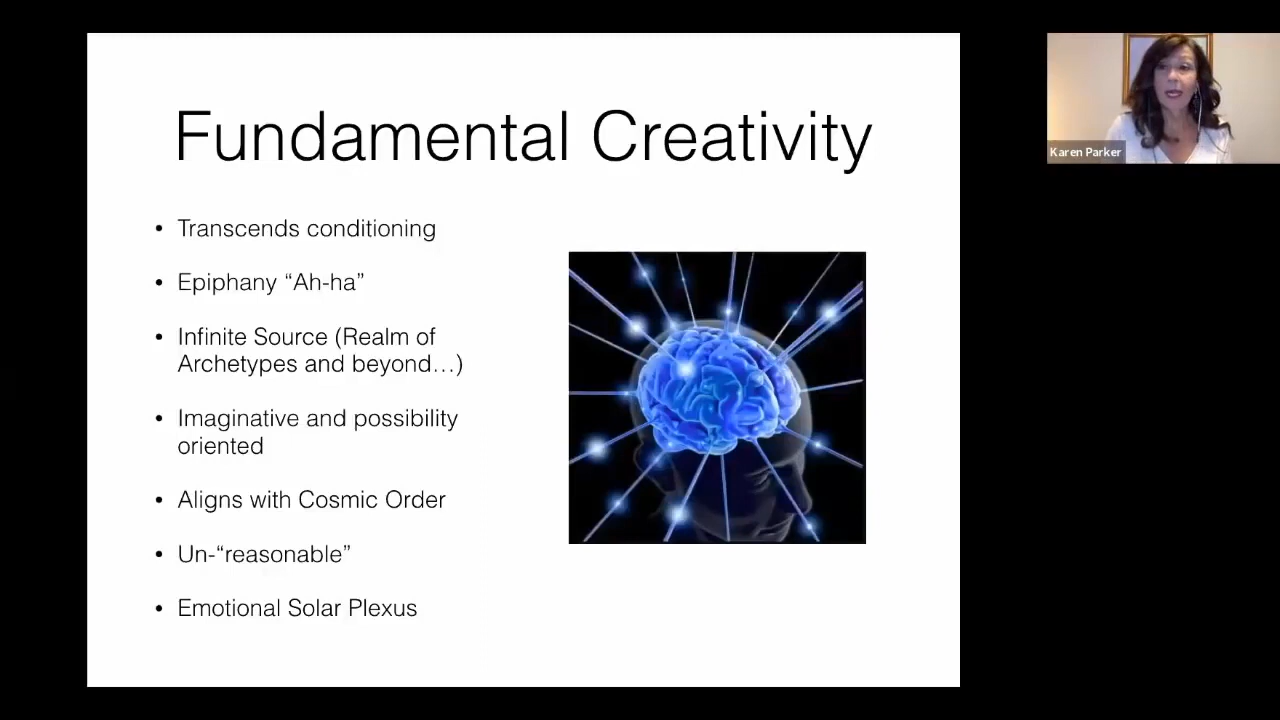 Fundamental Creativity
• Transcends conditioning
• Epiphany “Ah-ha”
• Infinite Source (Realm of
Archetypes and beyond…)
• Imaginative and possibility
oriented
• Aligns with Cosmic Order
• Un-“reasonable”
• Emotional Solar Plexus
Karen Parker